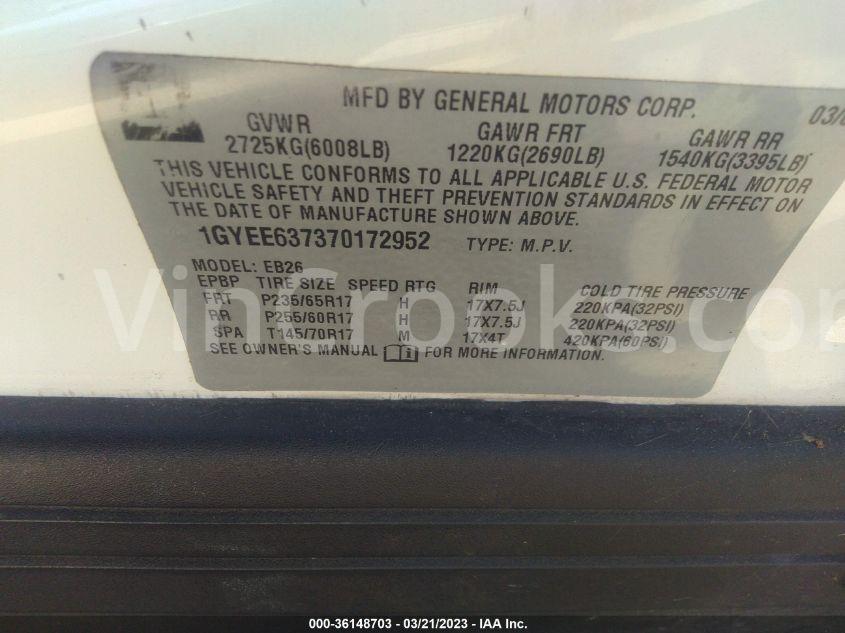 MFD BY GENERAL MOTORS CORP. 03/
GVWR GAWR FRT GAWR RR
2725KG(6008LB) 1220KG(2690LB) 1540KG(3395LB)
THIS VEHICLE CONFORMS TO ALL APPLICABLE U.S. FEDERAL MOTOR
VEHICLE SAFETY AND THEFT PREVENTION STANDARDS IN EFFECT ON
THE DATE OF MANUFACTURE SHOWN ABOVE.
1GYEE637370172952 TYPE: M.P.V.
MODEL: EB26
EPBP TIRE SIZE SPEED RTG RIM COLD TIRE PRESSURE
FRT P235/65R17 H 17X7.5J 220KPA(32PSI)
RR P255/60R17 H 17X7.5J 220KPA(32PSI)
SPA T145/70R17 M 17X4T 420KPA(60PSI)
SEE OWNER'S MANUAL FOR MORE INFORMATION.
VinCrooks.com
000-36148703 / 03/21/2023 - IAA Inc.